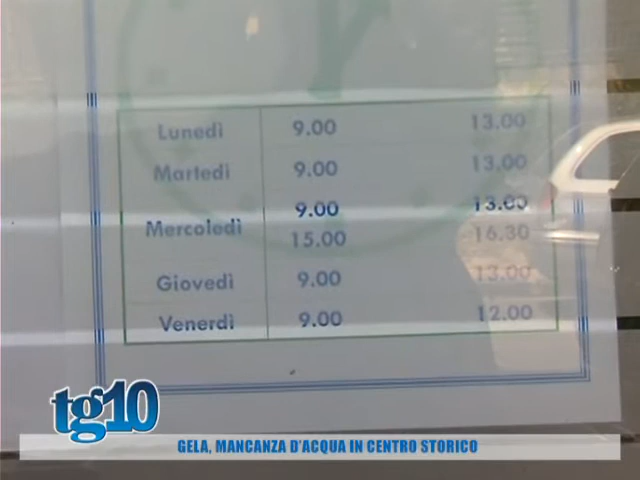 Lunedì 9.00 13.00
Martedì 9.00 13.00
Mercoledì 9.00 13.00
15.00 16.30
Giovedì 9.00 13.00
Venerdì 9.00 12.00
tg10
GELA, MANCANZA D'ACQUA IN CENTRO STORICO